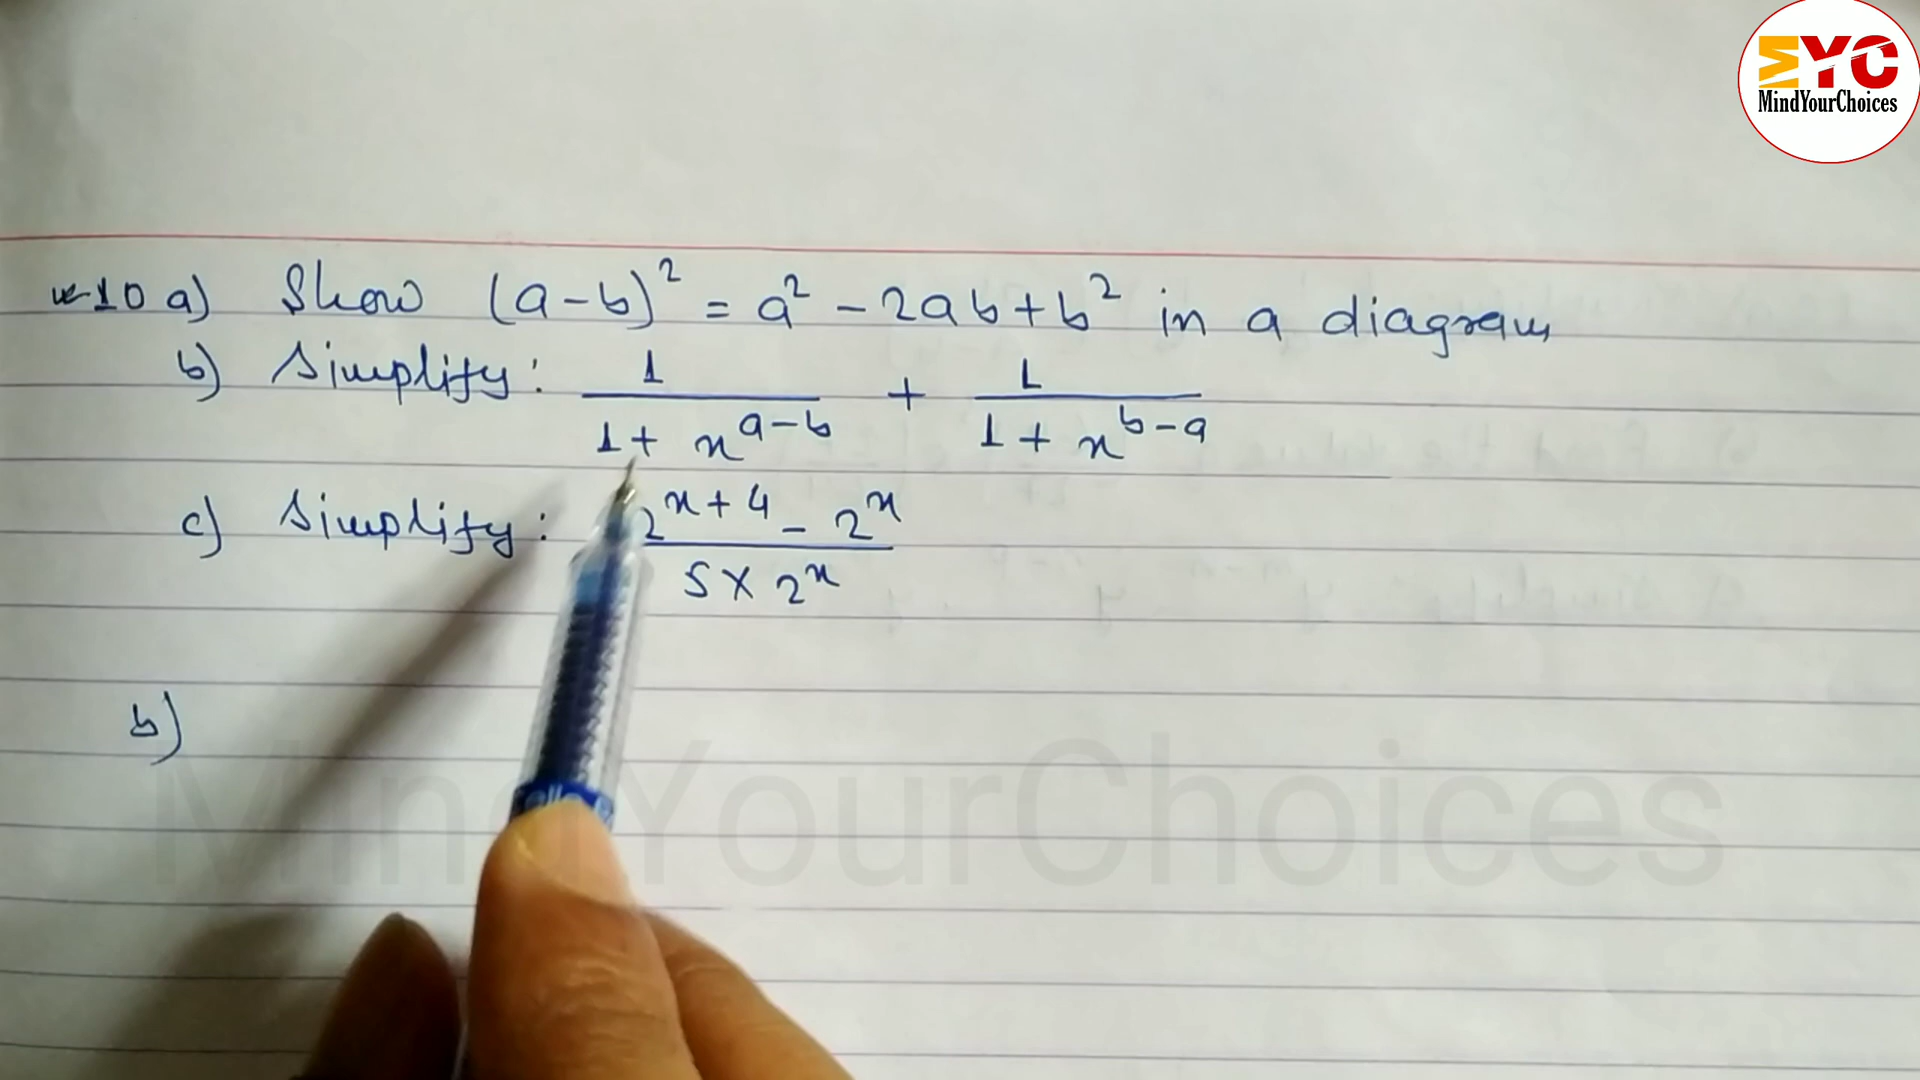 MYC
MindYourChoices
10 a) Show (a-b)² = a² - 2ab + b² in a diagram
b) Simplify: 1/(1 + x^(a-b)) + 1/(1 + x^(b-a))
c) Simplify: (2^(x+4) - 2^x)/(5 × 2^x)
b)
MindYourChoices